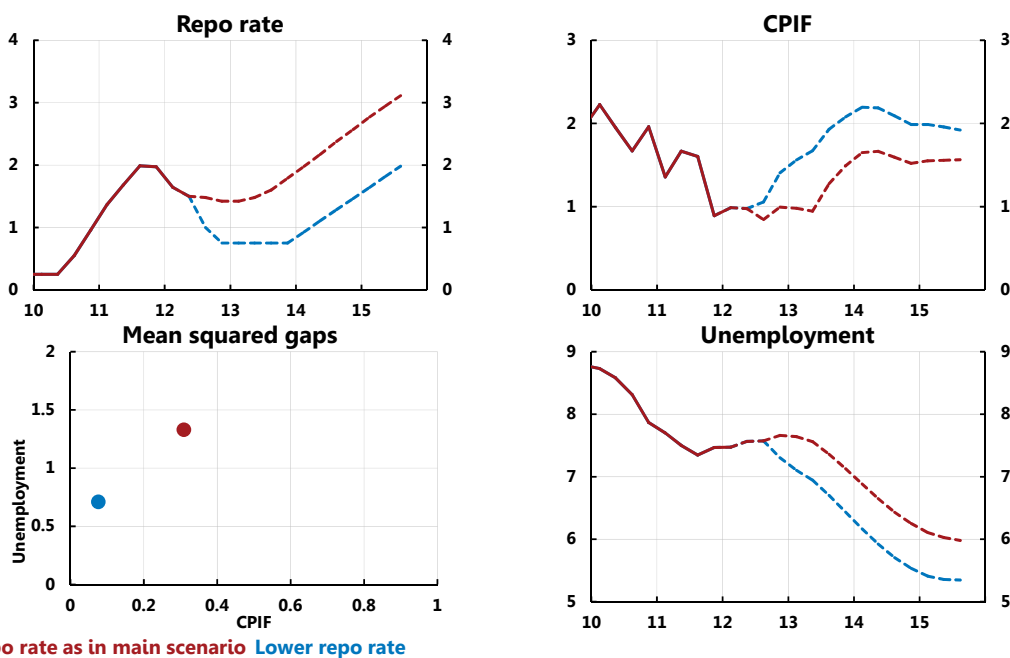 Repo rate
4 4
3 3
2 2
1 1
0 0
10 11 12 13 14 15
CPIF
3 3
2 2
1 1
0 0
10 11 12 13 14 15
Mean squared gaps
2
1.5
1
0.5
0
Unemployment
0 0.2 0.4 0.6 0.8 1
CPIF
Unemployment
9 9
8 8
7 7
6 6
5 5
10 11 12 13 14 15
o rate as in main scenario Lower repo rate